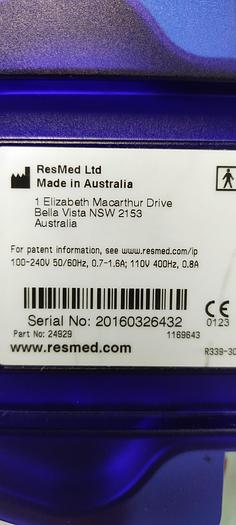 ResMed Ltd
Made in Australia
1 Elizabeth Macarthur Drive
Bella Vista NSW 2153
Australia
For patent information, see www.resmed.com/ip
100-240V 50/60Hz, 0.7-1.6A; 110V 400Hz, 0.8A
CE
Serial No: 20160326432
0123
Part No: 24929
1169643
www.resmed.com
R339-30